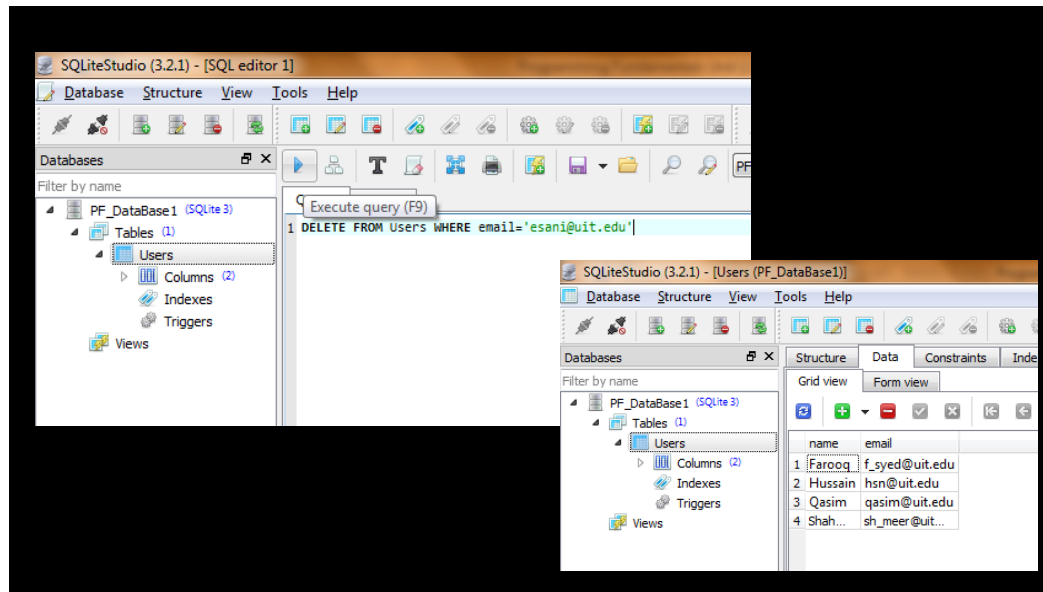 SQLiteStudio (3.2.1) - [SQL editor 1]
Database Structure View Tools Help
Databases
Filter by name
PF_DataBase1 (SQLite 3)
Tables (1)
Users
Columns (2)
Indexes
Triggers
Views
PF
Q
Execute query (F9)
1 DELETE FROM Users WHERE email='esani@uit.edu'
SQLiteStudio (3.2.1) - [Users (PF_DataBase1)]
Database Structure View Tools Help
Databases
Filter by name
PF_DataBase1 (SQLite 3)
Tables (1)
Users
Columns (2)
Indexes
Triggers
Views
Structure Data Constraints Inde
Grid view Form view
name email
1 Farooq f_syed@uit.edu
2 Hussain hsn@uit.edu
3 Qasim qasim@uit.edu
4 Shah... sh_meer@uit...